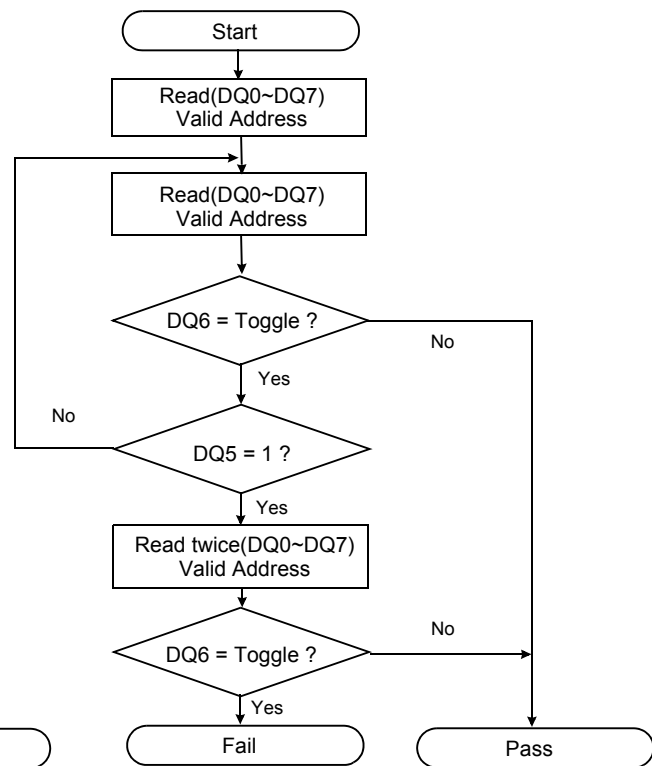 Start
Read(DQ0~DQ7)
Valid Address
Read(DQ0~DQ7)
Valid Address
DQ6 = Toggle ?
No
Yes
No
DQ5 = 1 ?
Yes
Read twice(DQ0~DQ7)
Valid Address
No
DQ6 = Toggle ?
Yes
Fail
Pass